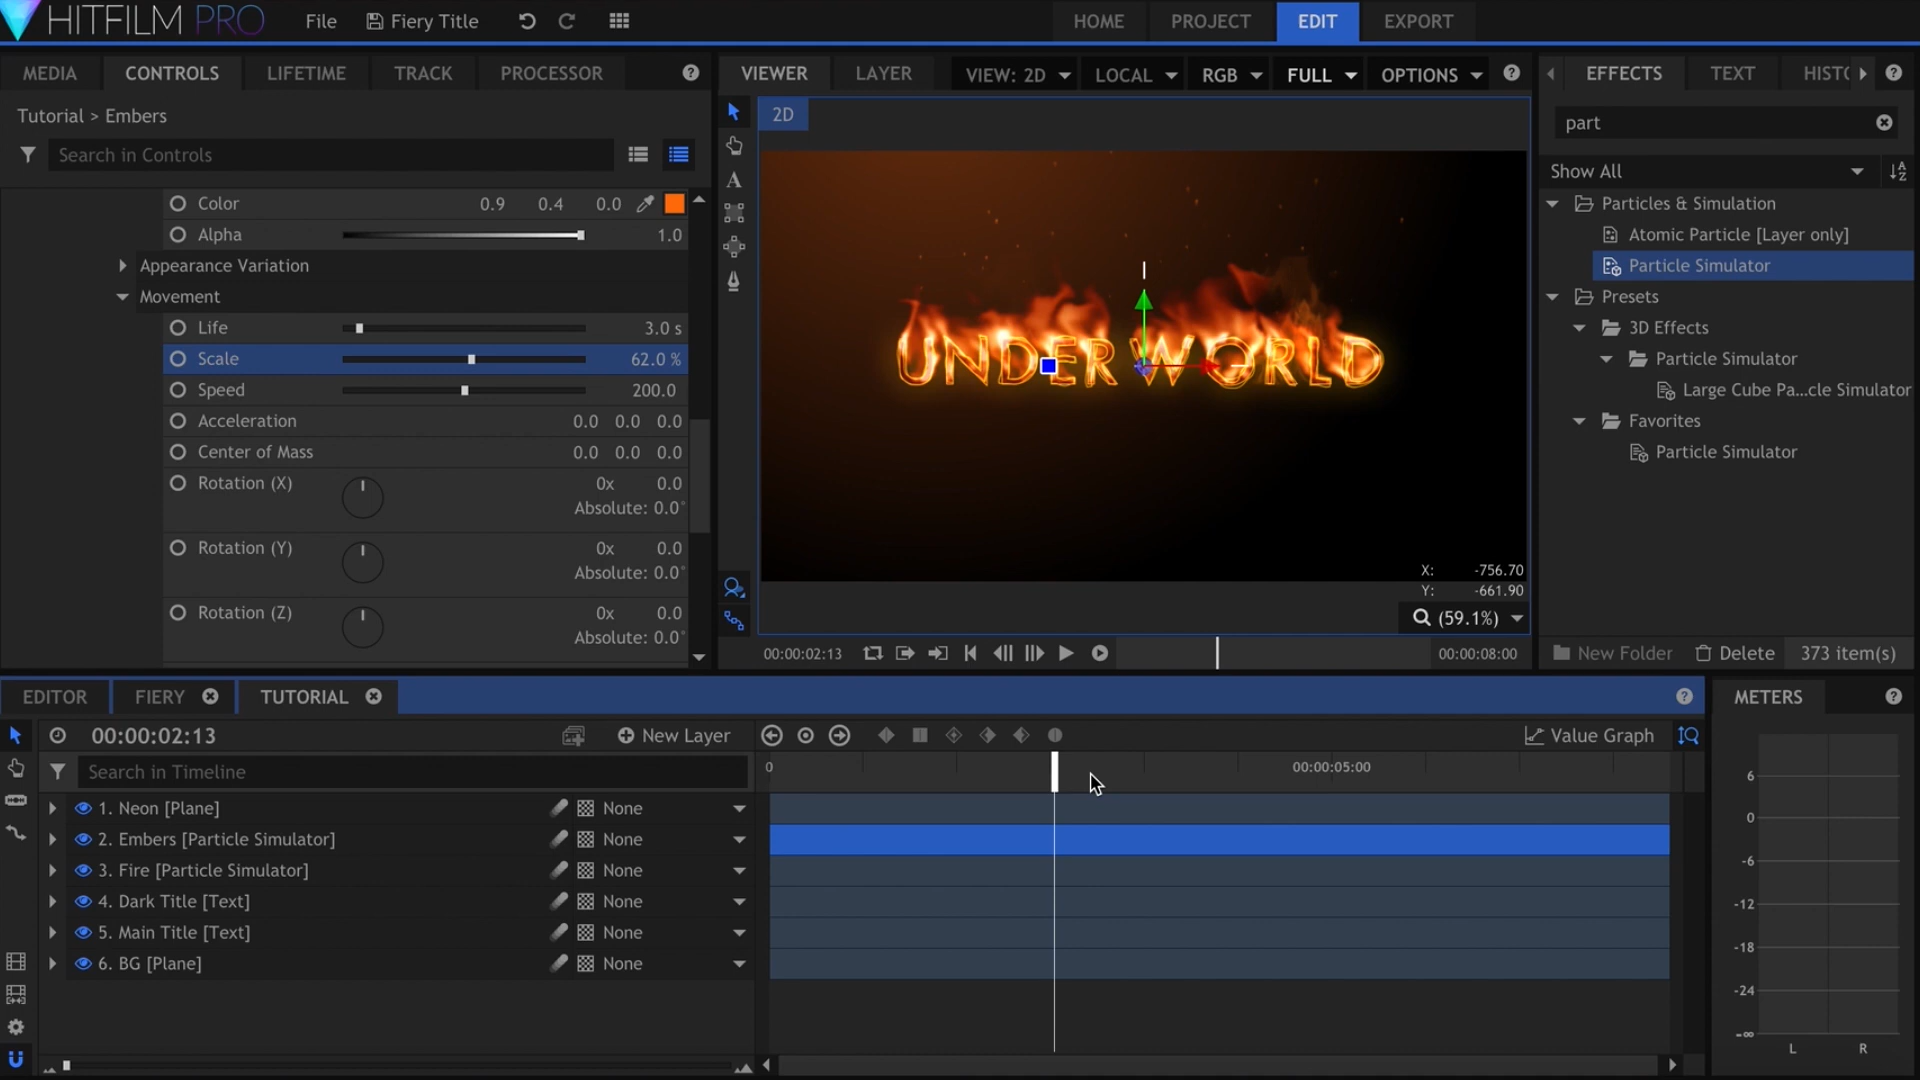 HITFILM PRO File Fiery Title HOME PROJECT EDIT EXPORT
MEDIA CONTROLS LIFETIME TRACK PROCESSOR
Tutorial > Embers
Search in Controls
Color 0.9 0.4 0.0
Alpha 1.0
Appearance Variation
Movement
Life 3.0 s
Scale 62.0 %
Speed 200.0
Acceleration 0.0 0.0 0.0
Center of Mass 0.0 0.0 0.0
Rotation (X) 0x 0.0
Absolute: 0.0°
Rotation (Y) 0x 0.0
Absolute: 0.0°
Rotation (Z) 0x 0.0
Absolute: 0.0°
VIEWER LAYER VIEW: 2D LOCAL RGB FULL OPTIONS
2D
UNDERWORLD
X: -756.70
Y: -661.90
(59.1%)
00:00:02:13 00:00:08:00
EFFECTS TEXT HISTO
part
Show All
Particles & Simulation
Atomic Particle [Layer only]
Particle Simulator
Presets
3D Effects
Particle Simulator
Large Cube Pa...cle Simulator
Favorites
Particle Simulator
New Folder Delete 373 item(s)
EDITOR FIERY TUTORIAL
00:00:02:13 New Layer Value Graph
Search in Timeline
0 00:00:05:00
1. Neon [Plane] None
2. Embers [Particle Simulator] None
3. Fire [Particle Simulator] None
4. Dark Title [Text] None
5. Main Title [Text] None
6. BG [Plane] None
METERS
6
0
-6
-12
-18
-24
-∞
L R